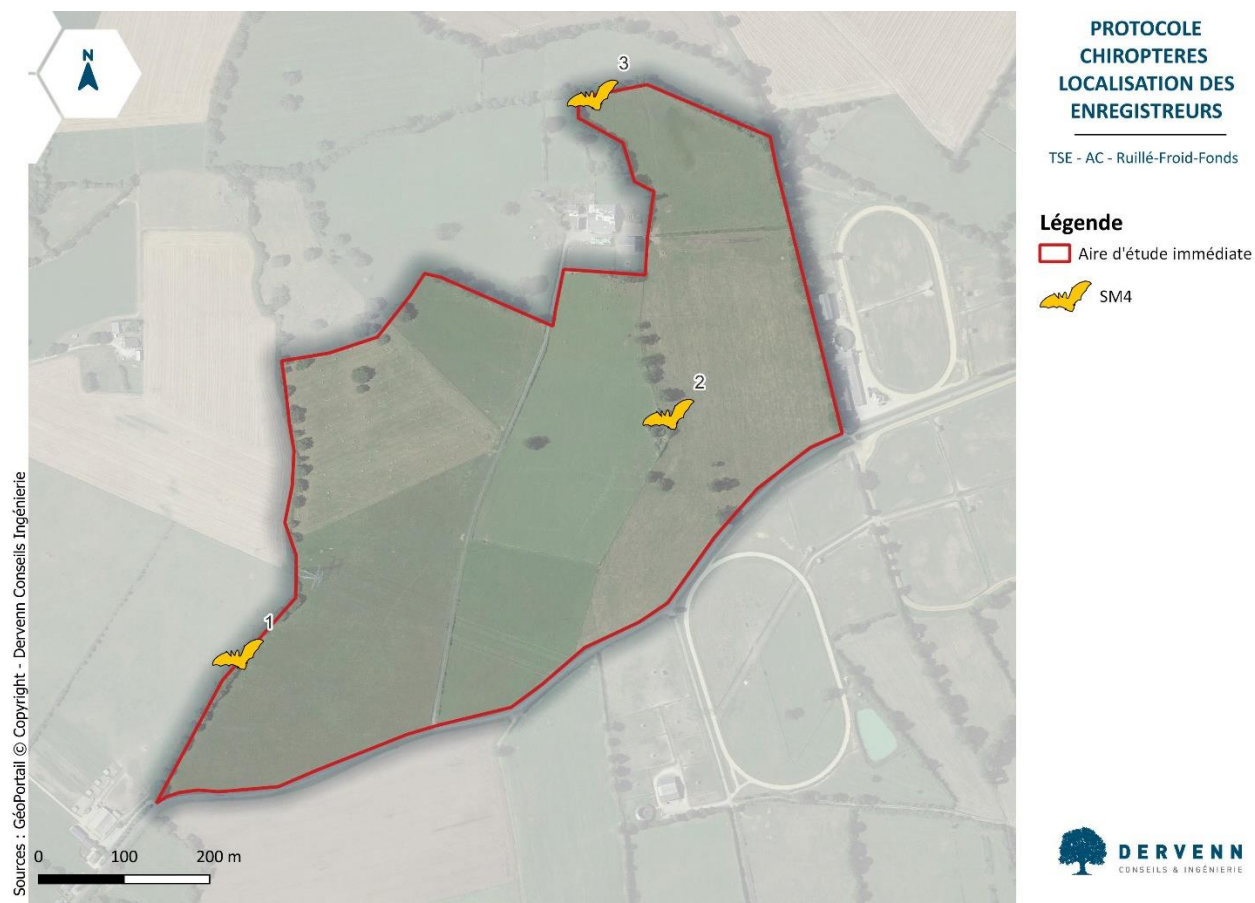 N
3
2
1
Sources : GéoPortail © Copyright - Dervenn Conseils Ingénierie
0 100 200 m
PROTOCOLE
CHIROPTERES
LOCALISATION DES
ENREGISTREURS
TSE - AC - Ruillé-Froid-Fonds
Légende
Aire d'étude immédiate
SM4
DERVENN
CONSEILS & INGÉNIERIE